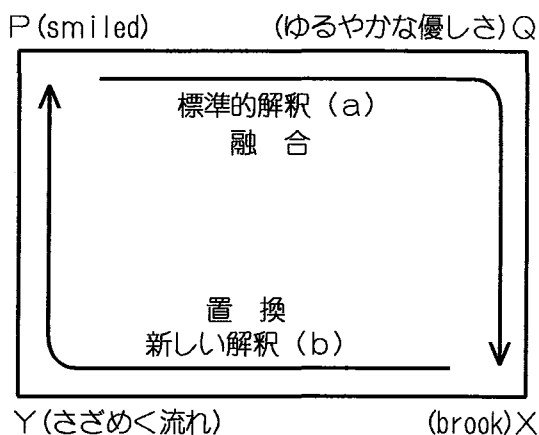 P(smiled) (ゆるやかな優しさ)Q
標準的解釈(a)
融 合
置 換
新しい解釈(b)
Y(さざめく流れ) (brook)X